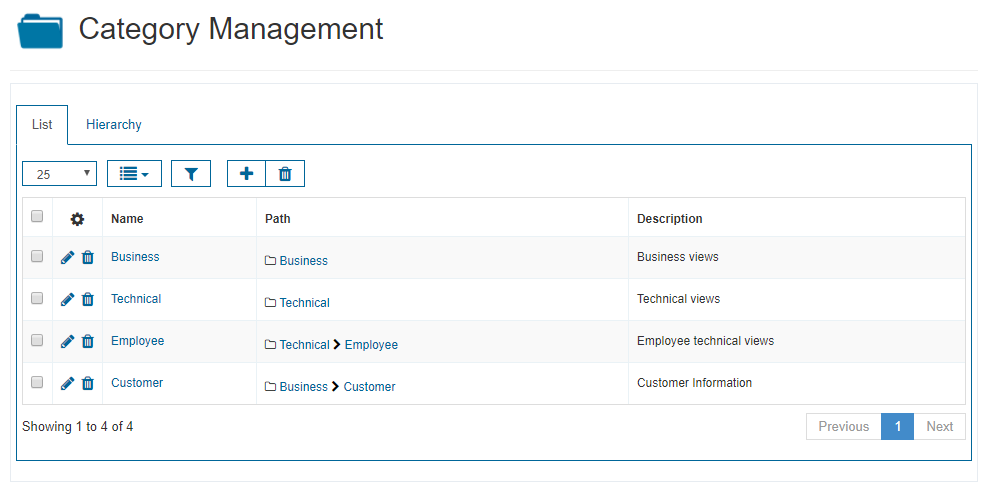 Category Management
List Hierarchy
25
Name Path Description
Business Business Business views
Technical Technical Technical views
Employee Technical Employee Employee technical views
Customer Business Customer Customer Information
Showing 1 to 4 of 4 Previous 1 Next